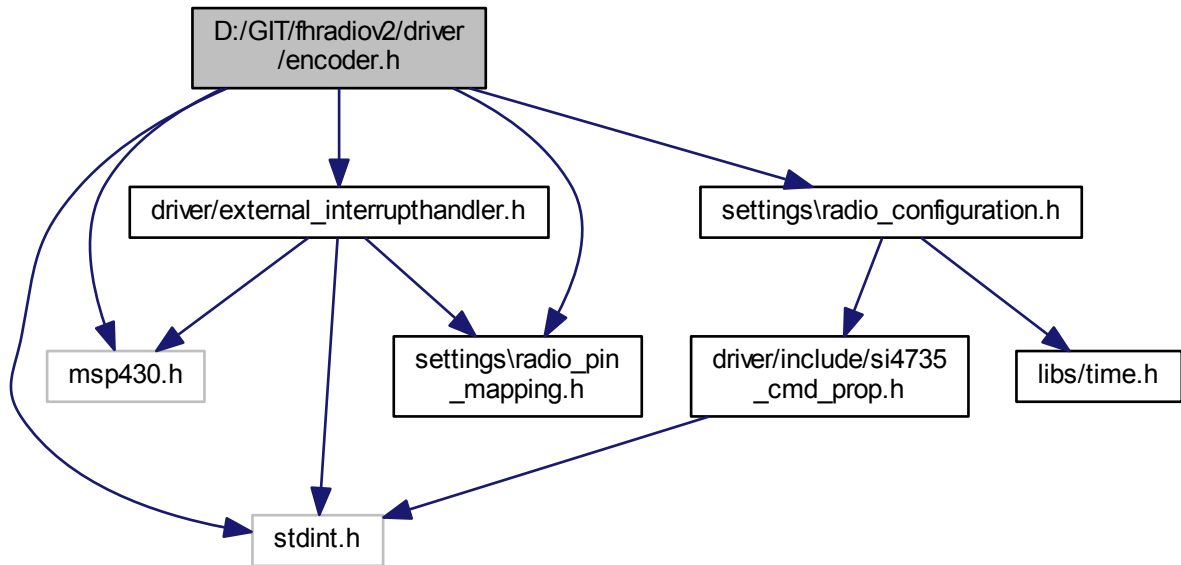 D:/GIT/fhradiov2/driver
/encoder.h
driver/external_interrupthandler.h
settings\radio_configuration.h
msp430.h
settings\radio_pin
_mapping.h
driver/include/si4735
_cmd_prop.h
libs/time.h
stdint.h